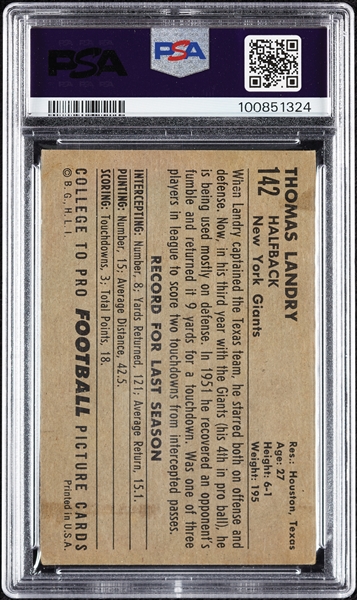 PSA
PSA
100851324
THOMAS LANDRY
142 HALFBACK
New York Giants
Res.: Houston, Texas
Age: 27
Height: 6-1
Weight: 195
When Landry captained the Texas team, he starred both on offense and
defense. Now, in his third year with the Giants (his 4th in pro ball), he
is being used mostly on defense. In 1951 he recovered an opponent's
fumble and returned it 9 yards for a touchdown. Was one of three
players in league to score two touchdowns from intercepted passes.
RECORD FOR LAST SEASON
INTERCEPTING: Number, 8; Yards Returned, 121; Average Return, 15.1.
PUNTING: Number, 15; Average Distance, 42.5.
SCORING: Touchdowns, 3; Total Points, 18.
COLLEGE TO PRO FOOTBALL PICTURE CARDS
© B. G., H. L. I.
Printed in U.S.A.